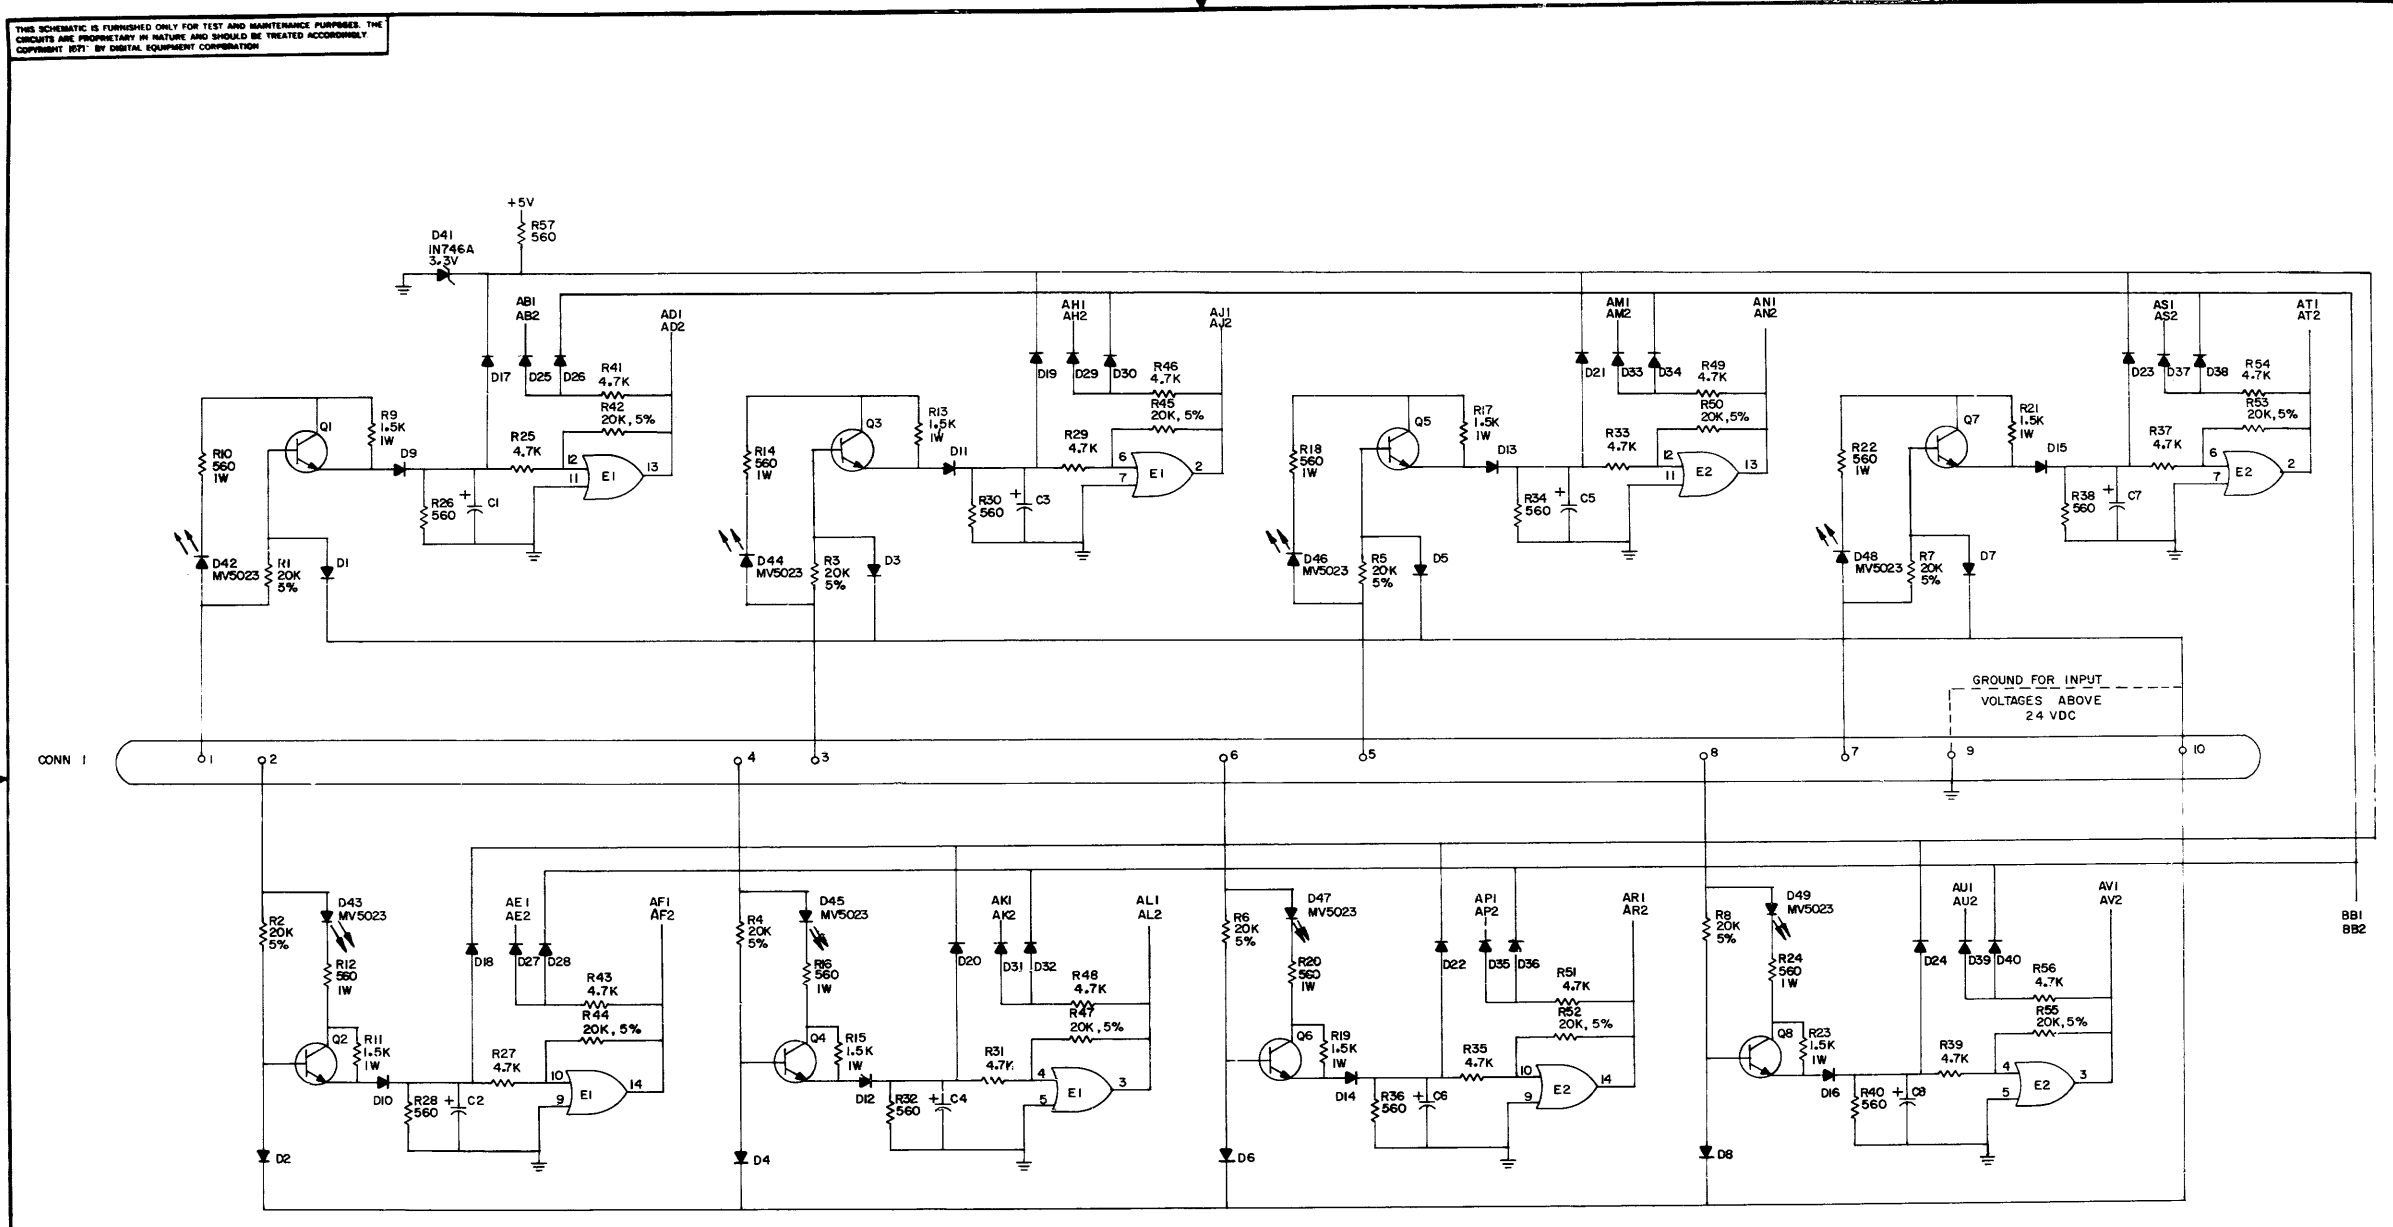 THIS SCHEMATIC IS FURNISHED ONLY FOR TEST AND MAINTENANCE PURPOSES. THE
CIRCUITS ARE PROPRIETARY IN NATURE AND SHOULD BE TREATED ACCORDINGLY.
COPYRIGHT 1971 BY DIGITAL EQUIPMENT CORPORATION
+5V
R57
560
D41
IN746A
3.3V
AB1
AB2
AD1
AD2
AH1
AH2
AJ1
AJ2
AM1
AM2
AN1
AN2
AS1
AS2
AT1
AT2
D17
D25
D26
R41
4.7K
R42
20K, 5%
D19
D29
D30
R46
4.7K
R45
20K, 5%
D21
D33
D34
R49
4.7K
R50
20K, 5%
D23
D37
D38
R54
4.7K
R53
20K, 5%
R10
560
1W
Q1
R9
1.5K
1W
D9
R25
4.7K
12
11
E1
13
R26
560
+
C1
D42
MV5023
R1
20K
5%
D1
R14
560
1W
Q3
R13
1.5K
1W
D11
R29
4.7K
6
7
E1
2
R30
560
+
C3
D44
MV5023
R3
20K
5%
D3
R18
560
1W
Q5
R17
1.5K
1W
D13
R33
4.7K
12
11
E2
13
R34
560
+
C5
D46
MV5023
R5
20K
5%
D5
R22
560
1W
Q7
R21
1.5K
1W
D15
R37
4.7K
6
7
E2
2
R38
560
+
C7
D48
MV5023
R7
20K
5%
D7
GROUND FOR INPUT
VOLTAGES ABOVE
24 VDC
CONN 1
1
2
4
3
6
5
8
7
9
10
R2
20K
5%
D43
MV5023
R12
560
1W
AE1
AE2
AF1
AF2
D18
D27
D28
R43
4.7K
R44
20K, 5%
Q2
R11
1.5K
1W
D10
R27
4.7K
10
9
E1
14
R28
560
+
C2
D2
R4
20K
5%
D45
MV5023
R16
560
1W
AK1
AK2
AL1
AL2
D20
D31
D32
R48
4.7K
R47
20K, 5%
Q4
R15
1.5K
1W
D12
R31
4.7K
4
5
E1
3
R32
560
+
C4
D4
R6
20K
5%
D47
MV5023
R20
560
1W
AP1
AP2
AR1
AR2
D22
D35
D36
R51
4.7K
R52
20K, 5%
Q6
R19
1.5K
1W
D14
R35
4.7K
10
9
E2
14
R36
560
+
C6
D6
R8
20K
5%
D49
MV5023
R24
560
1W
AU1
AU2
AV1
AV2
D24
D39
D40
R56
4.7K
R55
20K, 5%
Q8
R23
1.5K
1W
D16
R39
4.7K
4
5
E2
3
R40
560
+
C8
D8
BB1
BB2